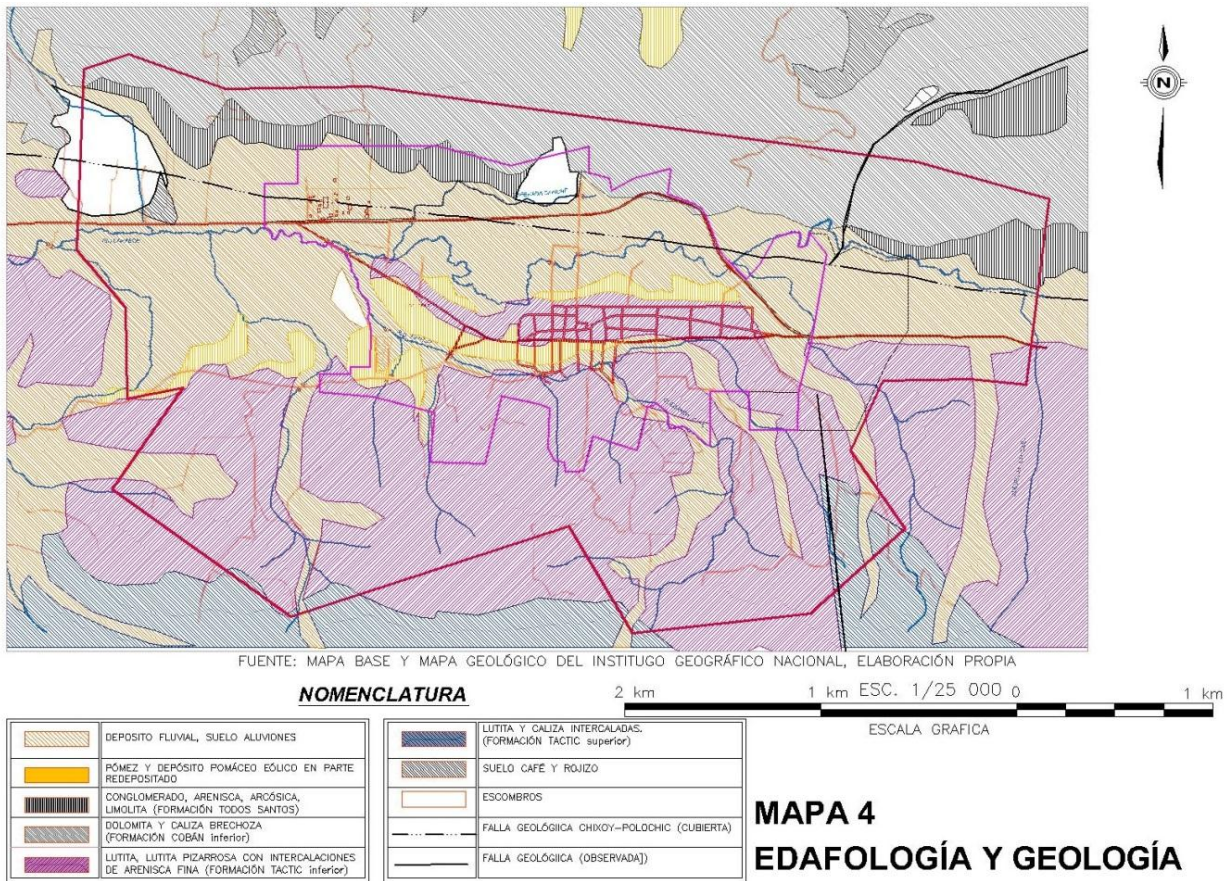 N
FUENTE: MAPA BASE Y MAPA GEOLÓGICO DEL INSTITUGO GEOGRÁFICO NACIONAL, ELABORACIÓN PROPIA
NOMENCLATURA
2 km
1 km
ESC. 1/25 000
0
1 km
ESCALA GRAFICA
DEPOSITO FLUVIAL, SUELO ALUVIONES
PÓMEZ Y DEPÓSITO POMÁCEO EÓLICO EN PARTE
REDEPOSITADO
CONGLOMERADO, ARENISCA, ARCÓSICA,
LIMOLITA (FORMACIÓN TODOS SANTOS)
DOLOMITA Y CALIZA BRECHOZA
(FORMACIÓN COBÁN inferior)
LUTITA, LUTITA PIZARROSA CON INTERCALACIONES
DE ARENISCA FINA (FORMACIÓN TACTIC inferior)
LUTITA Y CALIZA INTERCALADAS.
(FORMACIÓN TACTIC superior)
SUELO CAFÉ Y ROJIZO
ESCOMBROS
FALLA GEOLÓGIICA CHIXOY-POLOCHIC (CUBIERTA)
FALLA GEOLÓGIICA (OBSERVADA])
MAPA 4
EDAFOLOGÍA Y GEOLOGÍA